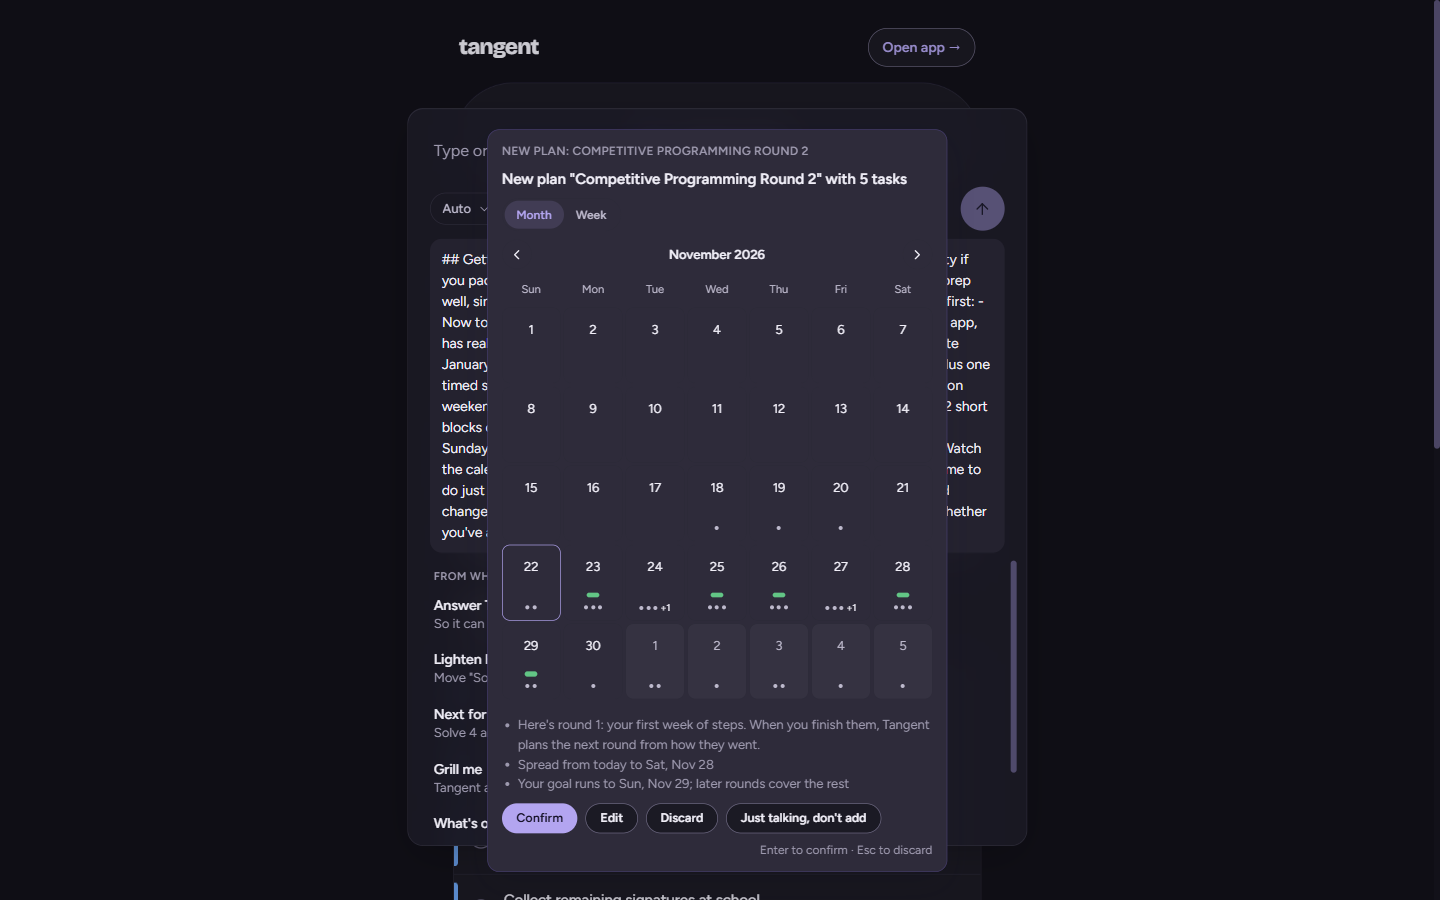 tangent
Open app →
Type or
NEW PLAN: COMPETITIVE PROGRAMMING ROUND 2
New plan "Competitive Programming Round 2" with 5 tasks
Auto
Month Week
November 2026
Sun Mon Tue Wed Thu Fri Sat
1 2 3 4 5 6 7
8 9 10 11 12 13 14
15 16 17 18 19 20 21
22 23 24 25 26 27 28
+1 +1
29 30 1 2 3 4 5
## Get
you pac
well, sin
Now to
has real
January
timed s
weeken
blocks
Sunday
the cale
do just
change
you've a
ty if
prep
first: -
app,
te
lus one
on
2 short
Watch
me to
hether
FROM WH
Answer
So it can
Lighten
Move "So
Next for
Solve 4 a
Grill me
Tangent a
What's o
• Here's round 1: your first week of steps. When you finish them, Tangent
plans the next round from how they went.
• Spread from today to Sat, Nov 28
• Your goal runs to Sun, Nov 29; later rounds cover the rest
Confirm Edit Discard Just talking, don't add
Enter to confirm · Esc to discard
Collect remaining signatures at school